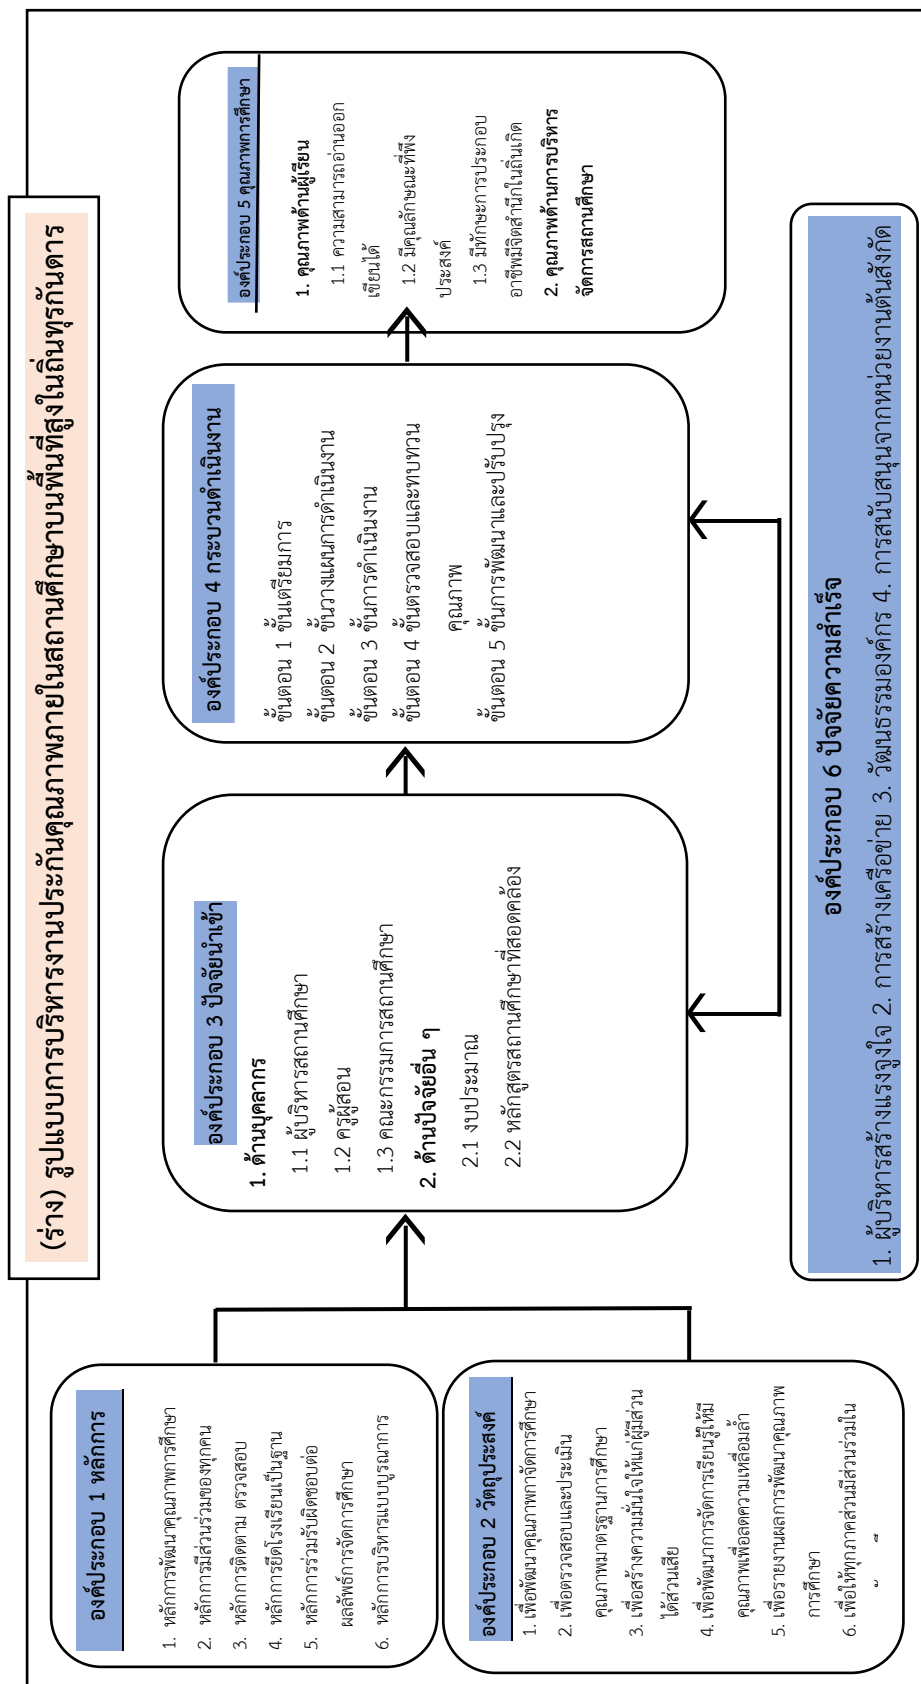 (ร่าง) รูปแบบการบริหารงานประกันคุณภาพภายในสถานศึกษาบนพื้นที่สูงในถิ่นทุรกันดาร
องค์ประกอบ 1 หลักการ
1. หลักการพัฒนาคุณภาพการศึกษา
2. หลักการมีส่วนร่วมของทุกคน
3. หลักการติดตาม ตรวจสอบ
4. หลักการยึดโรงเรียนเป็นฐาน
5. หลักการร่วมรับผิดชอบต่อ
ผลลัพธ์การจัดการศึกษา
6. หลักการบริหารแบบบูรณาการ
องค์ประกอบ 2 วัตถุประสงค์
1. เพื่อพัฒนาคุณภาพกาจัดการศึกษา
2. เพื่อตรวจสอบและประเมิน
คุณภาพมาตรฐานการศึกษา
3. เพื่อสร้างความมั่นใจให้แก่ผู้มีส่วน
ได้ส่วนเสีย
4. เพื่อพัฒนาการจัดการเรียนรู้ให้มี
คุณภาพเพื่อลดความเหลื่อมล้ำ
5. เพื่อรายงานผลการพัฒนาคุณภาพ
การศึกษา
6. เพื่อให้ทุกภาคส่วนมีส่วนร่วมใน
องค์ประกอบ 3 ปัจจัยนำเข้า
1. ด้านบุคลากร
1.1 ผู้บริหารสถานศึกษา
1.2 ครูผู้สอน
1.3 คณะกรรมการสถานศึกษา
2. ด้านปัจจัยอื่น ๆ
2.1 งบประมาณ
2.2 หลักสูตรสถานศึกษาที่สอดคล้อง
องค์ประกอบ 4 กระบวนดำเนินงาน
ขั้นตอน 1 ขั้นเตรียมการ
ขั้นตอน 2 ขั้นวางแผนการดำเนินงาน
ขั้นตอน 3 ขั้นการดำเนินงาน
ขั้นตอน 4 ขั้นตรวจสอบและทบทวน
คุณภาพ
ขั้นตอน 5 ขั้นการพัฒนาและปรับปรุง
องค์ประกอบ 5 คุณภาพการศึกษา
1. คุณภาพด้านผู้เรียน
1.1 ความสามารถอ่านออก
เขียนได้
1.2 มีคุณลักษณะที่พึง
ประสงค์
1.3 มีทักษะการประกอบ
อาชีพมีจิตสำนึกในถิ่นเกิด
2. คุณภาพด้านการบริหาร
จัดการสถานศึกษา
องค์ประกอบ 6 ปัจจัยความสำเร็จ
1. ผู้บริหารสร้างแรงจูงใจ 2. การสร้างเครือข่าย 3. วัฒนธรรมองค์กร 4. การสนับสนุนจากหน่วยงานต้นสังกัด